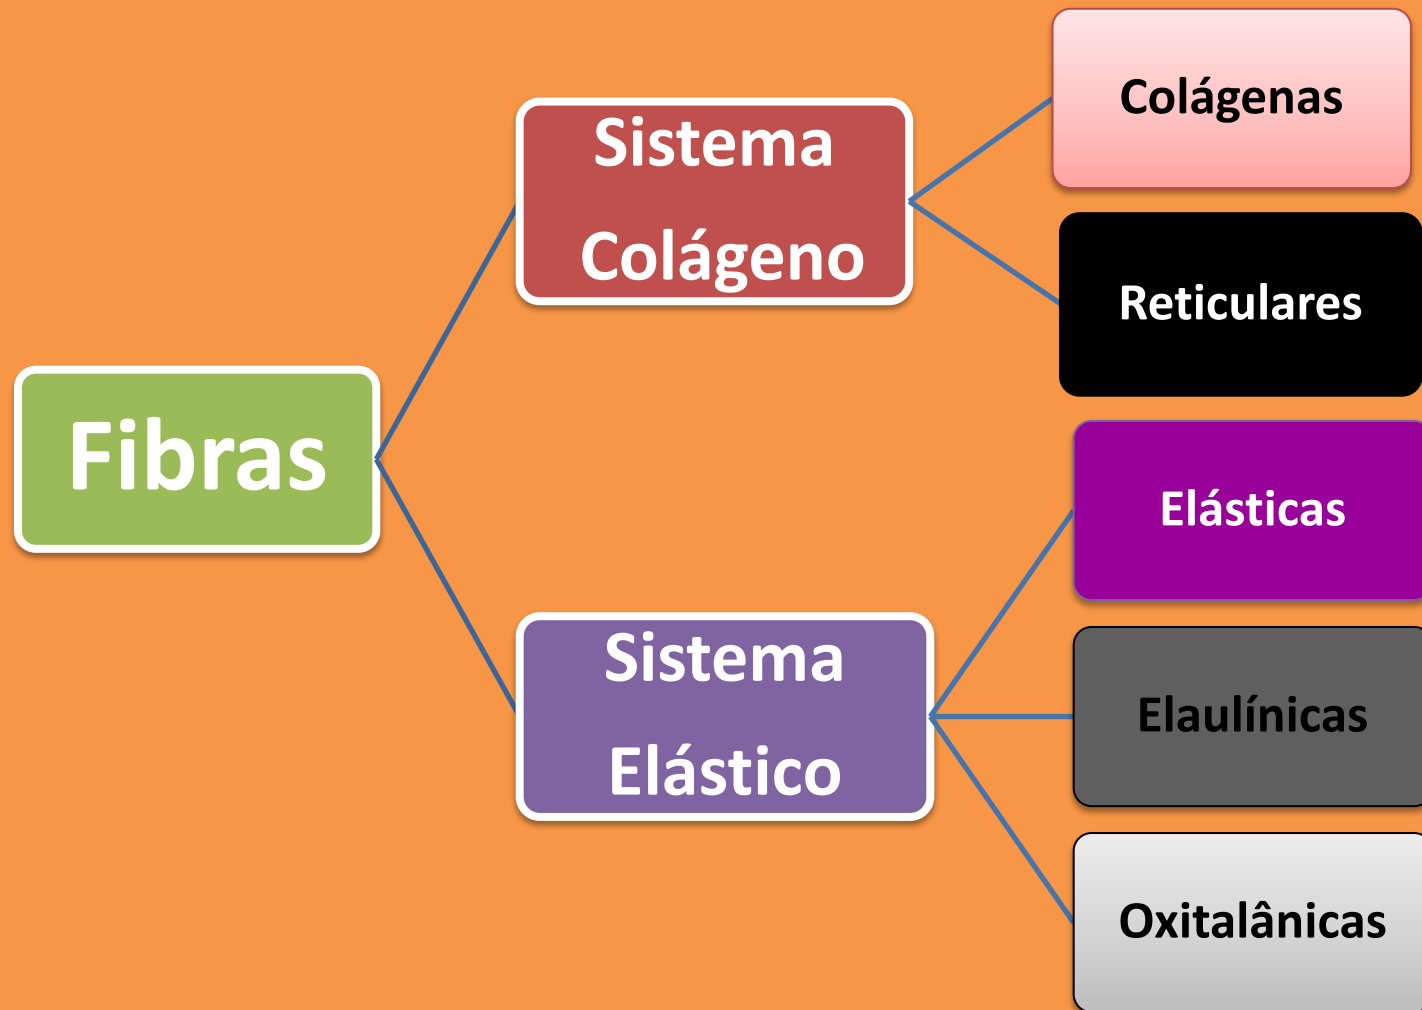 Fibras
Sistema
Colágeno
Colágenas
Reticulares
Sistema
Elástico
Elásticas
Elaulínicas
Oxitalânicas